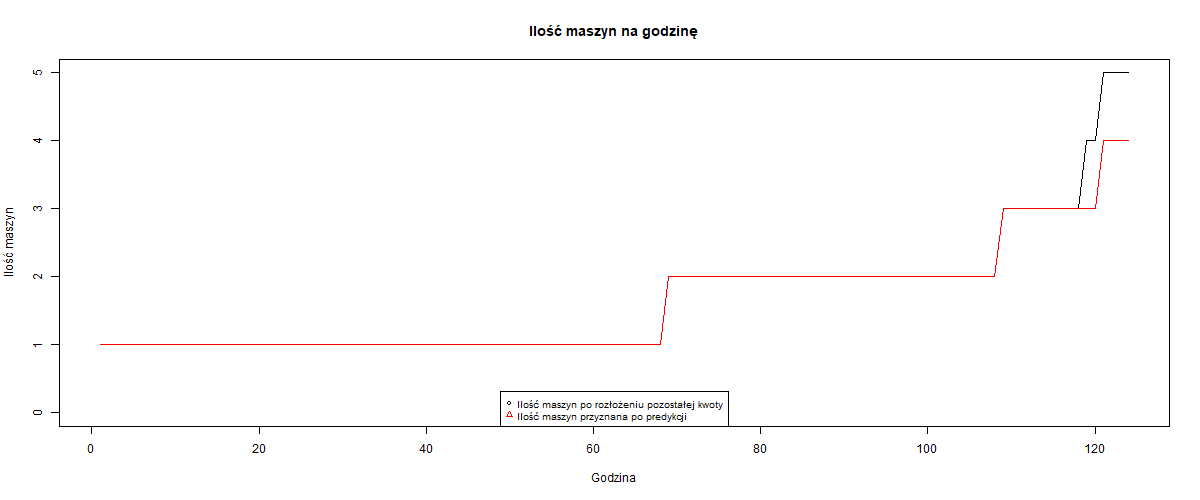 Ilość maszyn na godzinę
Ilość maszyn
5
4
3
2
1
0
Ilość maszyn po rozłożeniu pozostałej kwoty
Ilość maszyn przyznana po predykcji
0 20 40 60 80 100 120
Godzina